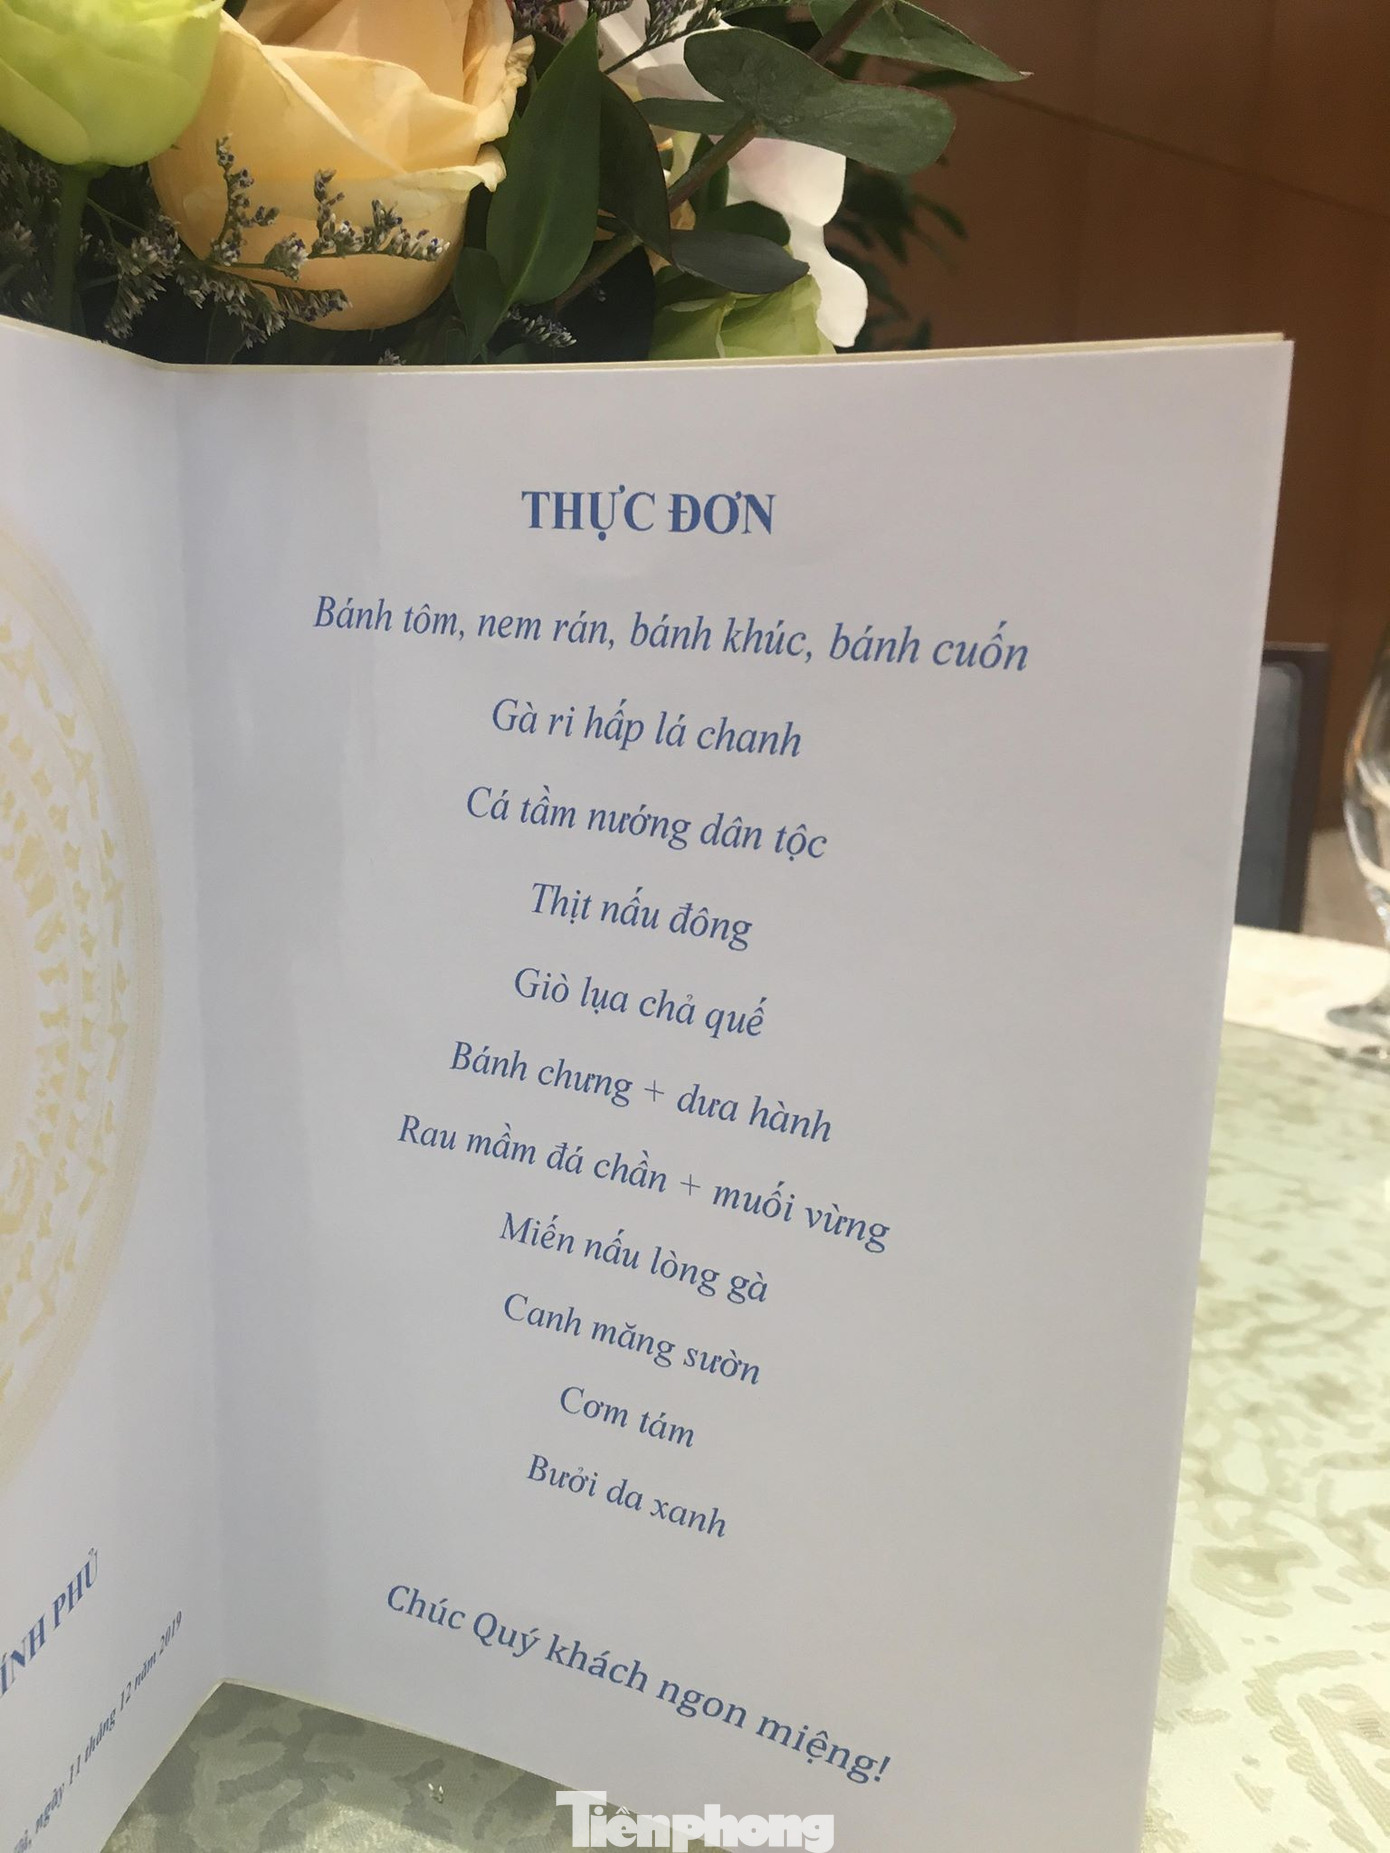 THỰC ĐƠN
Bánh tôm, nem rán, bánh khúc, bánh cuốn
Gà ri hấp lá chanh
Cá tầm nướng dân tộc
Thịt nấu đông
Giò lụa chả quế
Bánh chưng + dưa hành
Rau mầm đá chần + muối vừng
Miến nấu lòng gà
Canh măng sườn
Cơm tám
Bưởi da xanh
Chúc Quý khách ngon miệng!
PHỦ
ngày 11 tháng 12 năm 2019
Tiềnphong